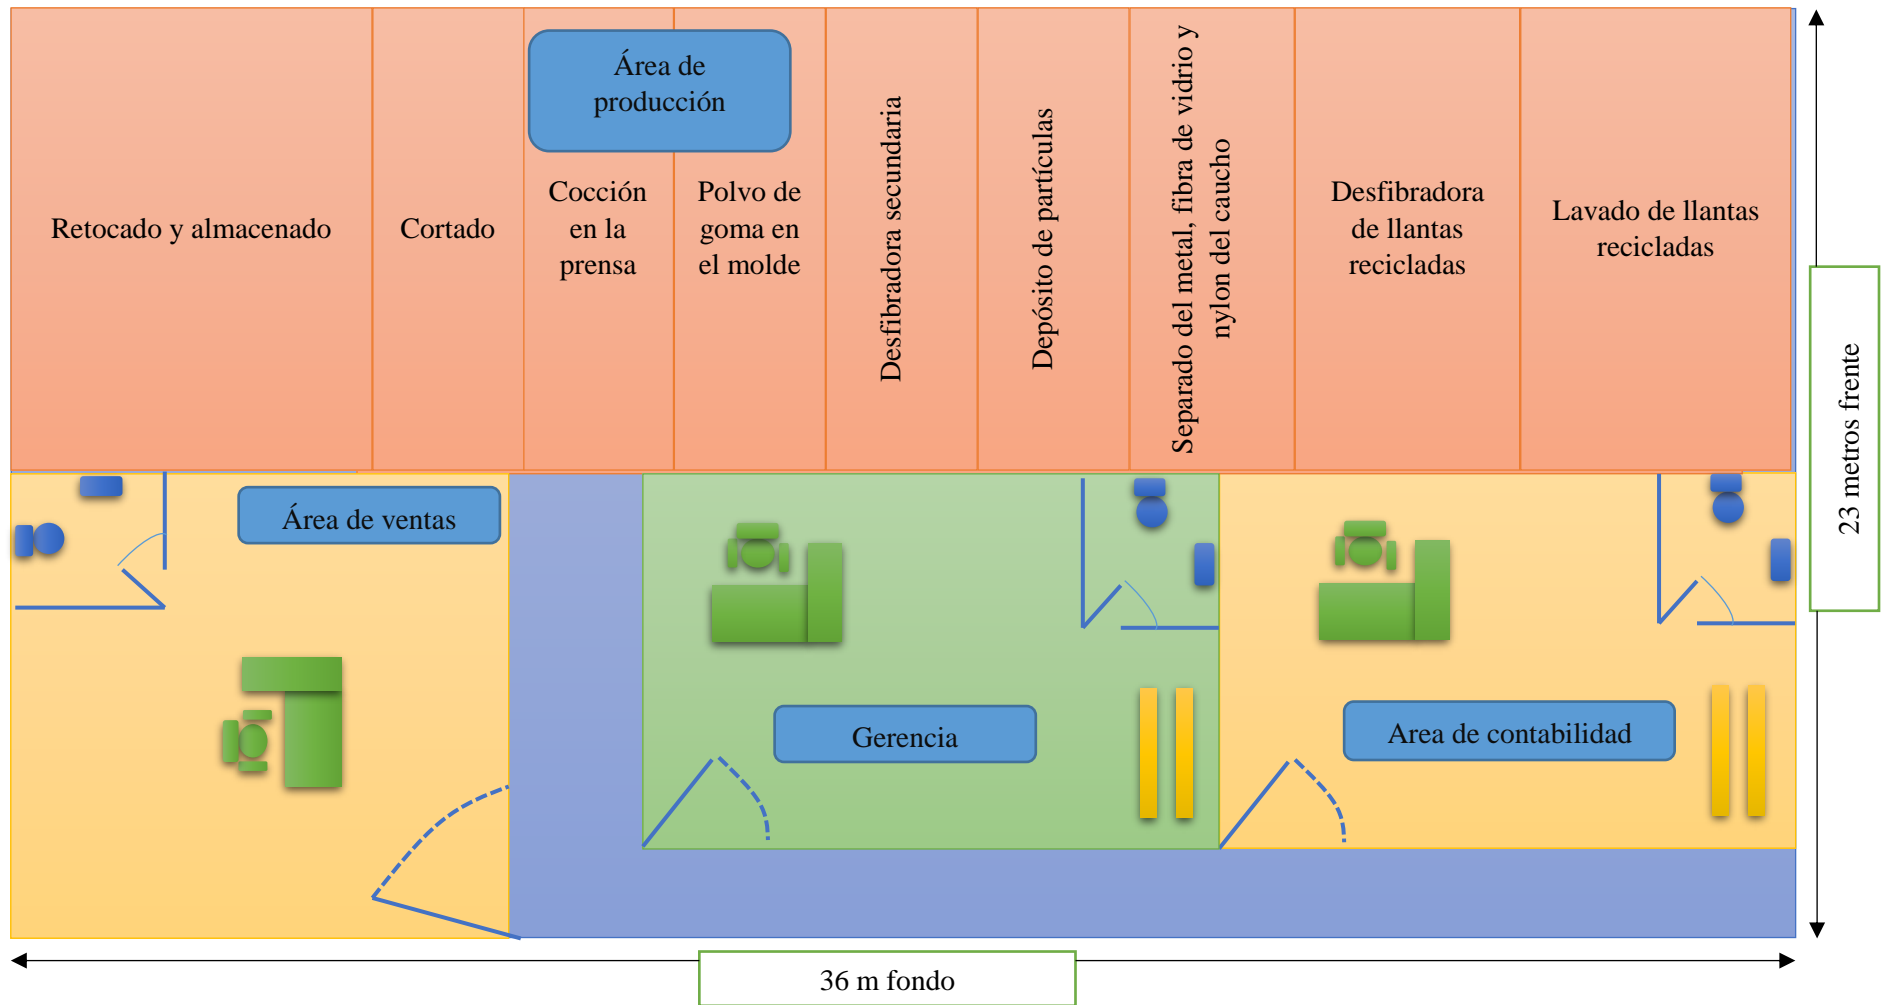 Área de
producción
Retocado y almacenado
Cortado
Cocción
en la
prensa
Polvo de
goma en
el molde
Desfibradora secundaria
Depósito de partículas
Separado del metal, fibra de vidrio y
nylon del caucho
Desfibradora
de llantas
recicladas
Lavado de llantas
recicladas
23 metros frente
Área de ventas
Gerencia
Area de contabilidad
36 m fondo